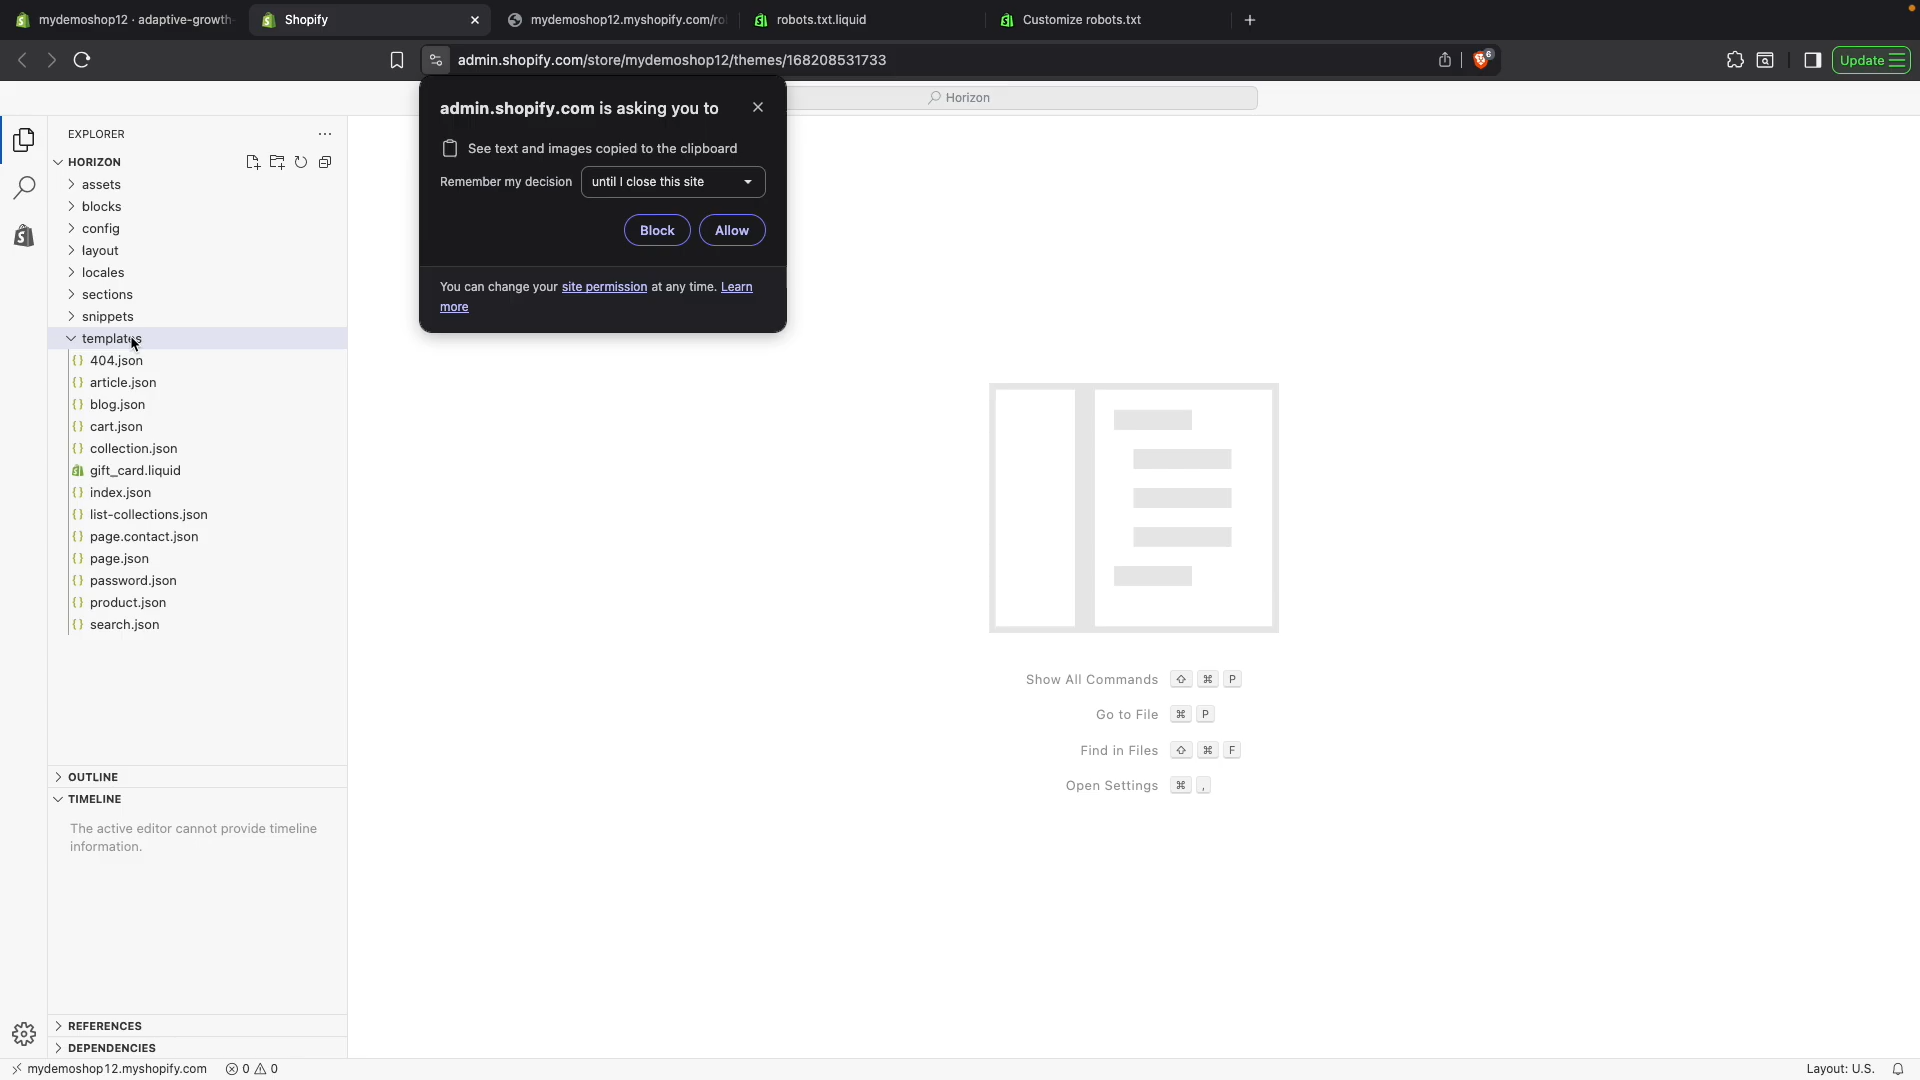 mydemoshop12 · adaptive-growth-
Shopify
mydemoshop12.myshopify.com/ro
robots.txt.liquid
Customize robots.txt
admin.shopify.com/store/mydemoshop12/themes/168208531733
6
Update
Horizon
admin.shopify.com is asking you to
See text and images copied to the clipboard
Remember my decision
until I close this site
Block
Allow
You can change your site permission at any time. Learn
more
EXPLORER
HORIZON
assets
blocks
config
layout
locales
sections
snippets
templates
404.json
article.json
blog.json
cart.json
collection.json
gift_card.liquid
index.json
list-collections.json
page.contact.json
page.json
password.json
product.json
search.json
OUTLINE
TIMELINE
The active editor cannot provide timeline
information.
REFERENCES
DEPENDENCIES
Show All Commands ⇧ ⌘ P
Go to File ⌘ P
Find in Files ⇧ ⌘ F
Open Settings ⌘ ,
mydemoshop12.myshopify.com
0
0
Layout: U.S.